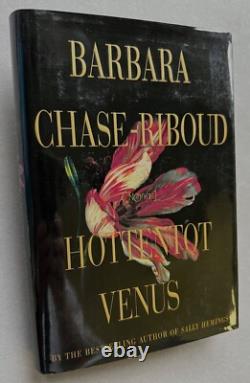 BARBARA
CHASE-RIBOUD
A Novel
HOTTENTOT
VENUS
BY THE BESTSELLING AUTHOR OF SALLY HEMINGS